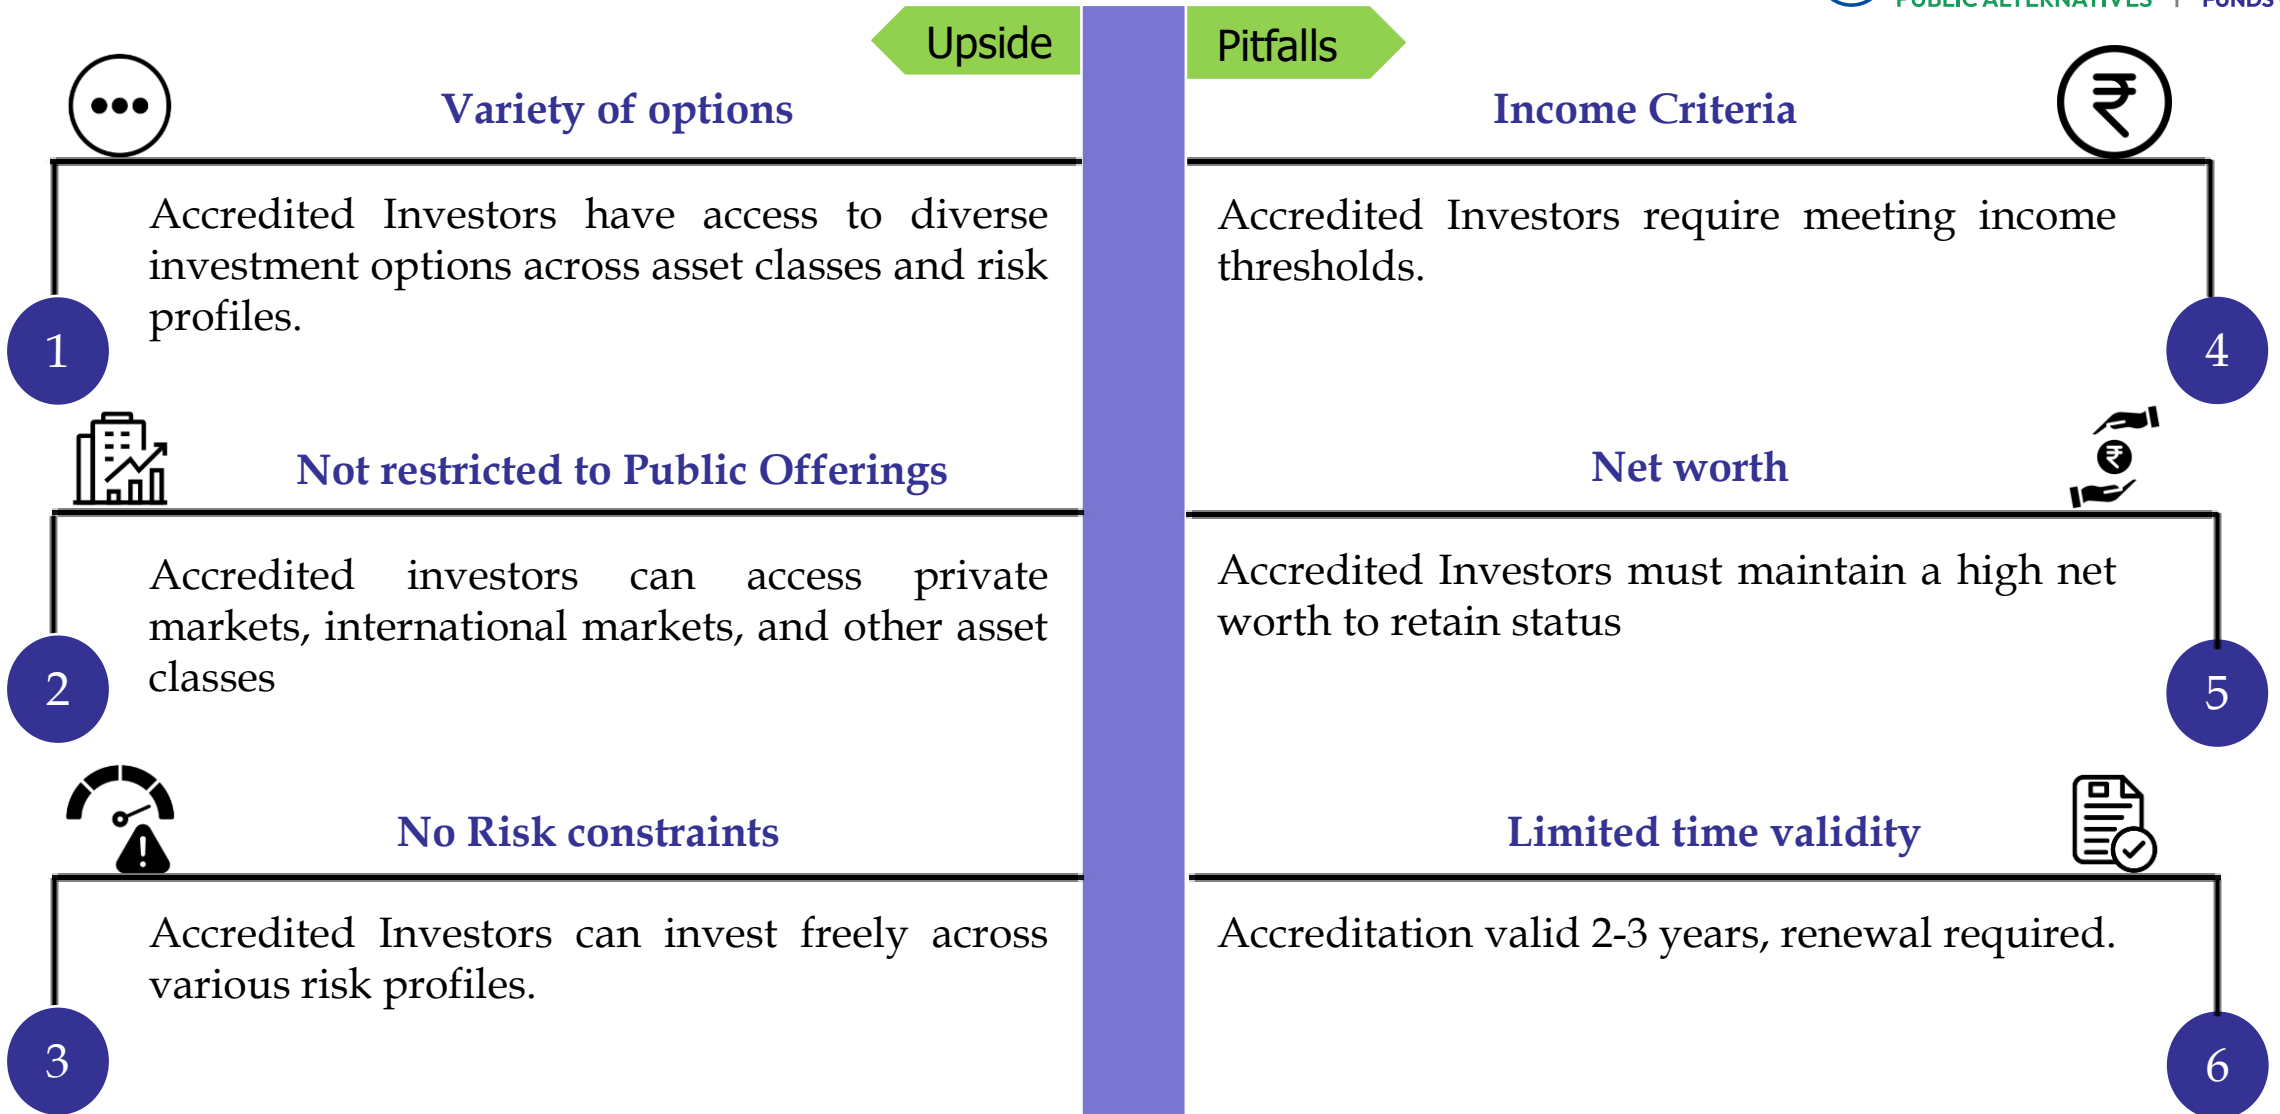 PUBLIC ALTERNATIVES | FUNDS
Upside
Pitfalls
Variety of options
Accredited Investors have access to diverse
investment options across asset classes and risk
profiles.
1
Not restricted to Public Offerings
Accredited investors can access private
markets, international markets, and other asset
classes
2
No Risk constraints
Accredited Investors can invest freely across
various risk profiles.
3
Income Criteria
₹
Accredited Investors require meeting income
thresholds.
4
Net worth
₹
Accredited Investors must maintain a high net
worth to retain status
5
Limited time validity
Accreditation valid 2-3 years, renewal required.
6